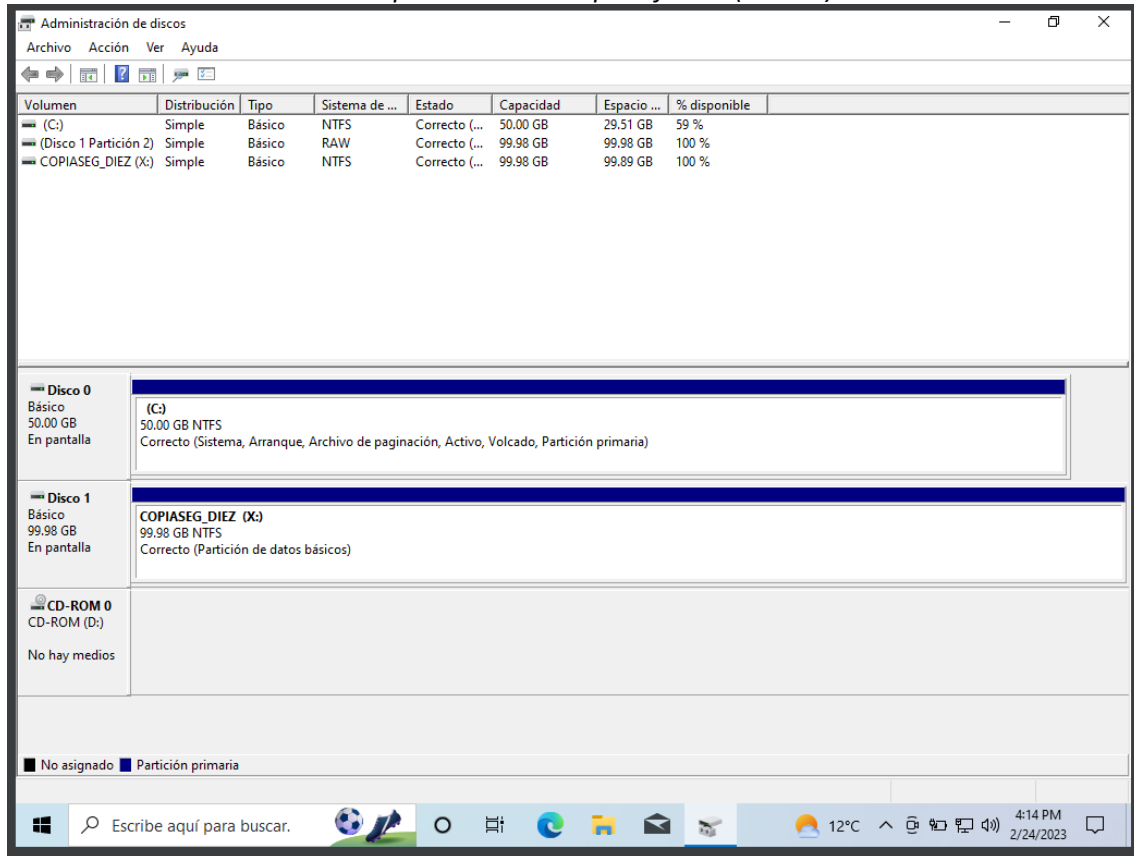 Administración de discos
Archivo Acción Ver Ayuda
Volumen Distribución Tipo Sistema de ... Estado Capacidad Espacio ... % disponible
(C:) Simple Básico NTFS Correcto (... 50.00 GB 29.51 GB 59 %
(Disco 1 Partición 2) Simple Básico RAW Correcto (... 99.98 GB 99.98 GB 100 %
COPIASEG_DIEZ (X:) Simple Básico NTFS Correcto (... 99.98 GB 99.89 GB 100 %
Disco 0
Básico
50.00 GB
En pantalla
(C:)
50.00 GB NTFS
Correcto (Sistema, Arranque, Archivo de paginación, Activo, Volcado, Partición primaria)
Disco 1
Básico
99.98 GB
En pantalla
COPIASEG_DIEZ (X:)
99.98 GB NTFS
Correcto (Partición de datos básicos)
CD-ROM 0
CD-ROM (D:)
No hay medios
No asignado Partición primaria
Escribe aquí para buscar.
12°C
4:14 PM
2/24/2023